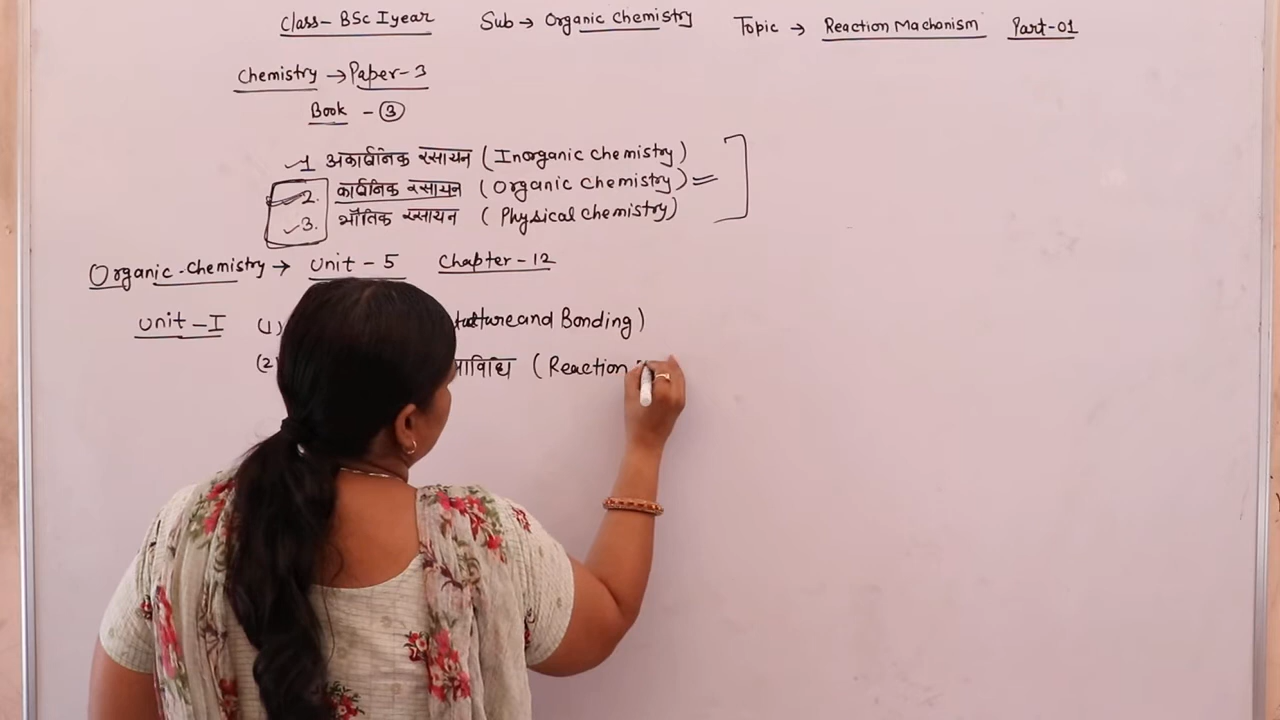 Class- BSc I year Sub → Organic Chemistry Topic → Reaction Machonism Part-01
Chemistry → Paper-3
Book - ③
1 अकार्बनिक रसायन (Inorganic Chemistry)
2. कार्बनिक रसायन (Organic Chemistry) =
3. भौतिक रसायन (Physical Chemistry)
Organic-Chemistry → Unit - 5 Chapter - 12
Unit - I (1) and Bonding)
(2) (Reaction